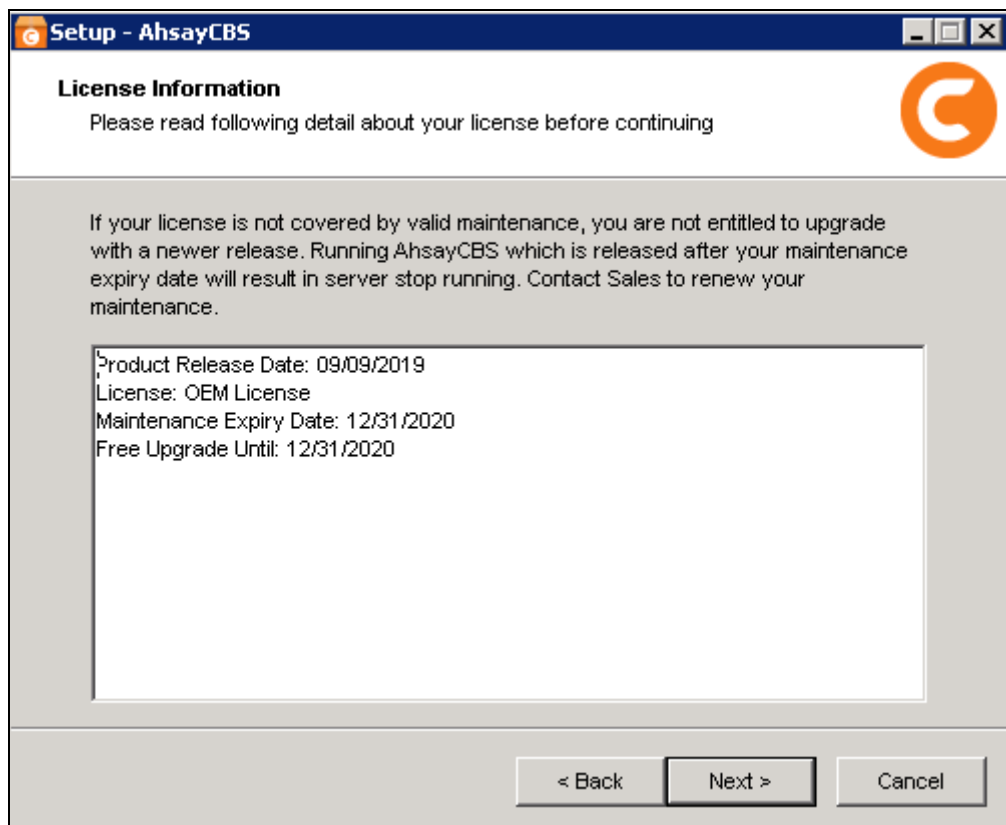 Setup - AhsayCBS
License Information
Please read following detail about your license before continuing
If your license is not covered by valid maintenance, you are not entitled to upgrade
with a newer release. Running AhsayCBS which is released after your maintenance
expiry date will result in server stop running. Contact Sales to renew your
maintenance.
Product Release Date: 09/09/2019
License: OEM License
Maintenance Expiry Date: 12/31/2020
Free Upgrade Until: 12/31/2020
< Back
Next >
Cancel